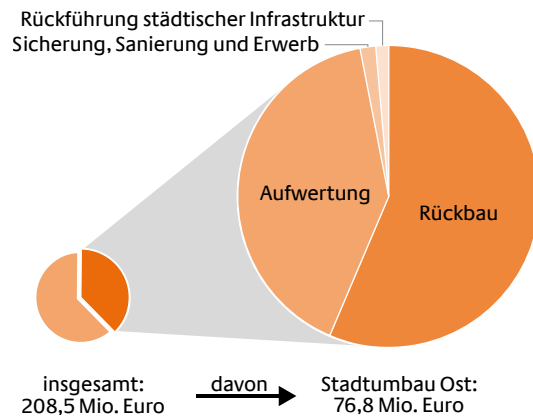 Rückführung städtischer Infrastruktur
Sicherung, Sanierung und Erwerb
Aufwertung
Rückbau
insgesamt:
208,5 Mio. Euro
davon
Stadtumbau Ost:
76,8 Mio. Euro